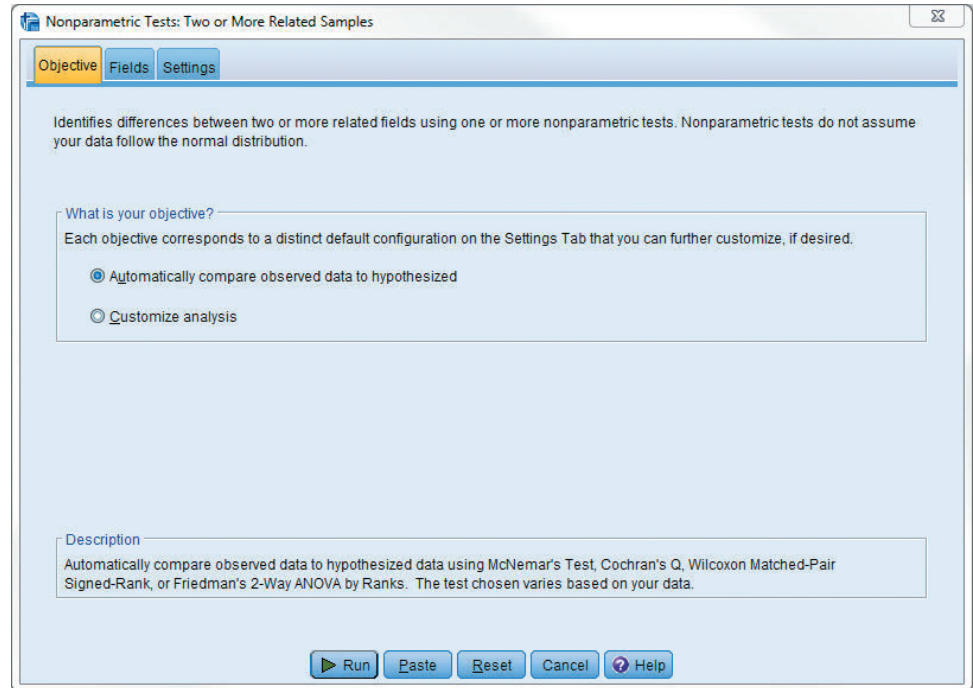 Nonparametric Tests: Two or More Related Samples
Objective Fields Settings
Identifies differences between two or more related fields using one or more nonparametric tests. Nonparametric tests do not assume
your data follow the normal distribution.
What is your objective?
Each objective corresponds to a distinct default configuration on the Settings Tab that you can further customize, if desired.
Automatically compare observed data to hypothesized
Customize analysis
Description
Automatically compare observed data to hypothesized data using McNemar's Test, Cochran's Q, Wilcoxon Matched-Pair
Signed-Rank, or Friedman's 2-Way ANOVA by Ranks. The test chosen varies based on your data.
Run Paste Reset Cancel Help